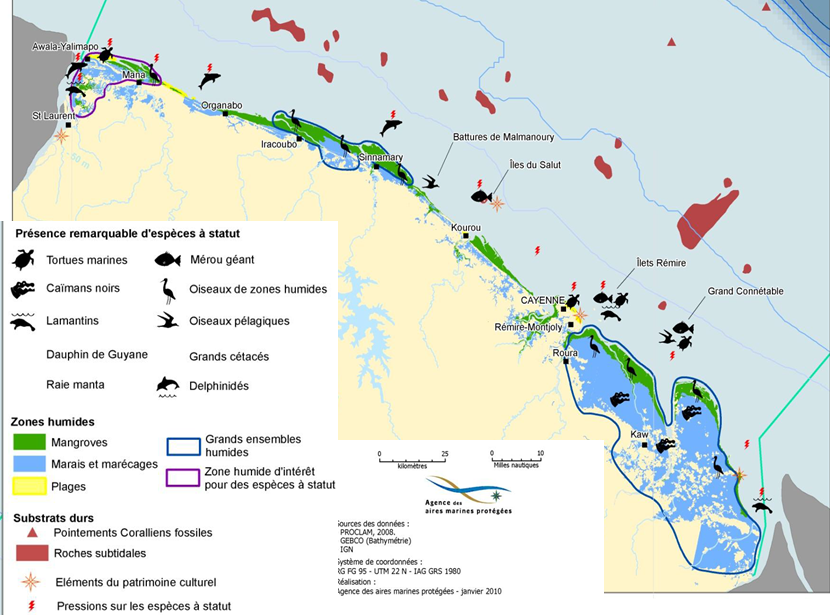 Awala-Yalimapo
Mana
St Laurent
Organabo
Iracoubo
Sinnamary
Battures de Malmanoury
Îles du Salut
Kourou
Îlets Rémire
CAYENNE
Grand Connétable
Rémire-Montjoly
Roura
Kaw
Présence remarquable d'espèces à statut
Tortues marines
Mérou géant
Caïmans noirs
Oiseaux de zones humides
Lamantins
Oiseaux pélagiques
Dauphin de Guyane
Grands cétacés
Raie manta
Delphinidés
Zones humides
Mangroves
Marais et marécages
Plages
Grands ensembles
humides
Zone humide d'intérêt
pour des espèces à statut
Substrats durs
Pointements Coralliens fossiles
Roches subtidales
Eléments du patrimoine culturel
Pressions sur les espèces à statut
0 25
kilomètres
0 10
Milles nautiques
Agence des
aires marines protégées
Sources des données :
PROCLAM, 2008.
GEBCO (Bathymétrie)
IGN
Système de coordonnées :
RG FG 95 - UTM 22 N - IAG GRS 1980
Réalisation :
Agence des aires marines protégées - janvier 2010